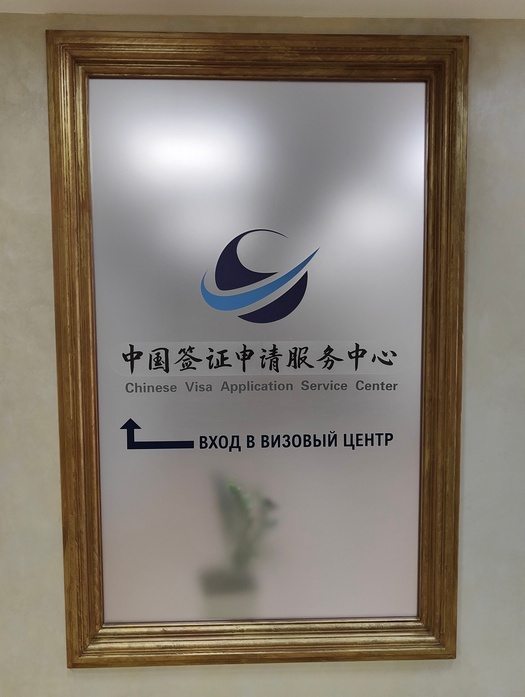 中国签证申请服务中心
Chinese Visa Application Service Center
ВХОД В ВИЗОВЫЙ ЦЕНТР